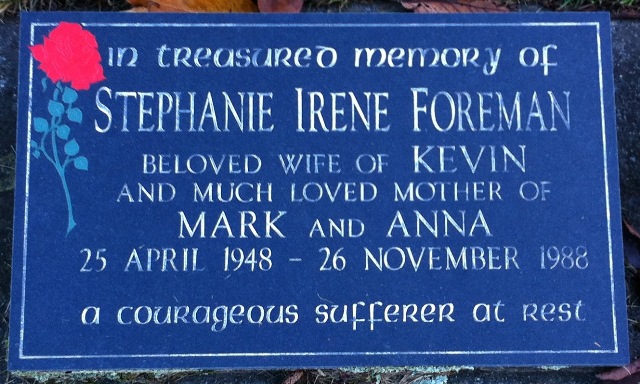 in treasured memory of
STEPHANIE IRENE FOREMAN
BELOVED WIFE OF KEVIN
AND MUCH LOVED MOTHER OF
MARK AND ANNA
25 APRIL 1948 - 26 NOVEMBER 1988
a courageous sufferer at rest